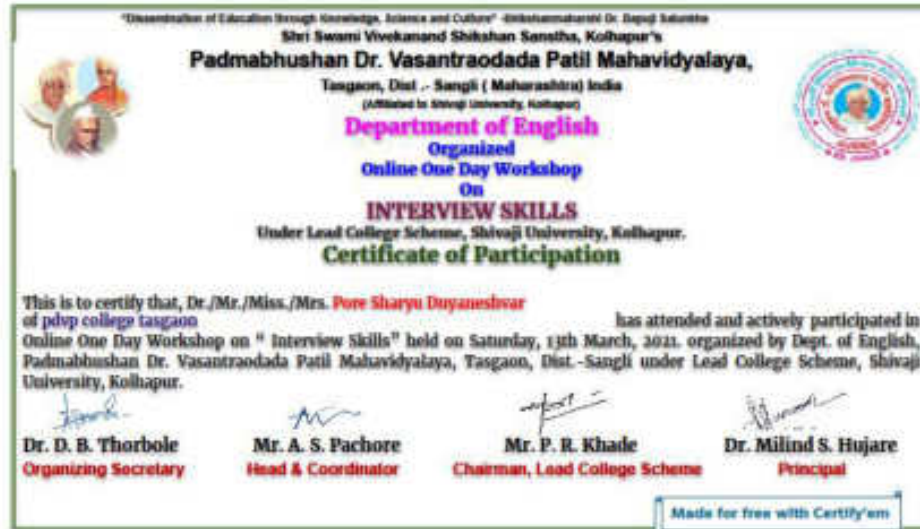 "Dissemination of Education through Knowledge, Science and Culture" -Shikshanmaharshi Dr. Bapuji Salunkhe
Shri Swami Vivekanand Shikshan Sanstha, Kolhapur's
Padmabhushan Dr. Vasantraodada Patil Mahavidyalaya,
Tasgaon, Dist .- Sangli ( Maharashtra) India
(Affiliated to Shivaji University, Kolhapur)
Department of English
Organized
Online One Day Workshop
On
INTERVIEW SKILLS
Under Lead College Scheme, Shivaji University, Kolhapur.
Certificate of Participation
This is to certify that, Dr./Mr./Miss./Mrs. Pore Sharyu Dnyaneshvar
of pdvp college tasgaon has attended and actively participated in
Online One Day Workshop on " Interview Skills" held on Saturday, 13th March, 2021. organized by Dept. of English,
Padmabhushan Dr. Vasantraodada Patil Mahavidyalaya, Tasgaon, Dist.-Sangli under Lead College Scheme, Shivaji
University, Kolhapur.
Dr. D. B. Thorbole Mr. A. S. Pachore Mr. P. R. Khade Dr. Milind S. Hujare
Organizing Secretary Head & Coordinator Chairman, Lead College Scheme Principal
Made for free with Certify'em